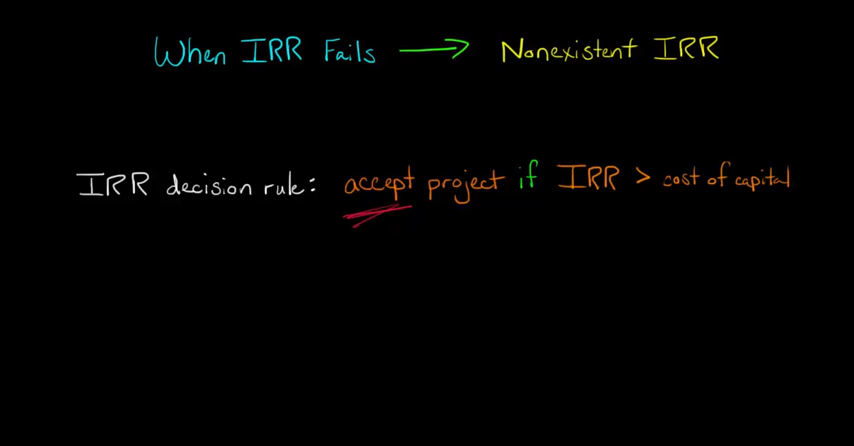 When IRR Fails → Nonexistent IRR
IRR decision rule: accept project if IRR > cost of capital